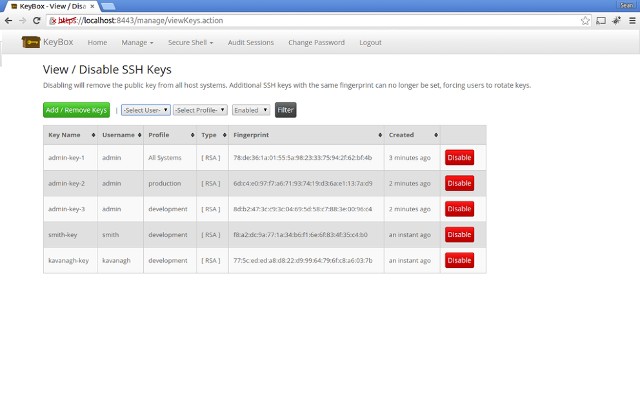 KeyBox - View / Disa
Sean
https://localhost:8443/manage/viewKeys.action
KeyBox Home Manage Secure Shell Audit Sessions Change Password Logout
View / Disable SSH Keys
Disabling will remove the public key from all host systems. Additional SSH keys with the same fingerprint can no longer be set, forcing users to rotate keys.
Add / Remove Keys | -Select User- -Select Profile- Enabled Filter
Key Name Username Profile Type Fingerprint Created
admin-key-1 admin All Systems [ RSA ] 78:de:36:1a:01:55:5a:98:23:33:75:94:2f:62:bf:4b 3 minutes ago Disable
admin-key-2 admin production [ RSA ] 6d:c4:e0:97:f7:a6:71:93:74:19:d3:6a:e1:13:7a:d9 2 minutes ago Disable
admin-key-3 admin development [ RSA ] 8d:b2:47:3c:c9:3c:04:69:5d:58:c7:88:3e:00:96:c4 2 minutes ago Disable
smith-key smith development [ RSA ] f8:a2:dc:9a:77:1a:34:b6:f1:6e:6f:83:4f:35:c4:b0 an instant ago Disable
kavanagh-key kavanagh development [ RSA ] 77:5c:ed:ed:a8:d8:22:d9:99:64:79:6f:c8:a6:03:7b an instant ago Disable